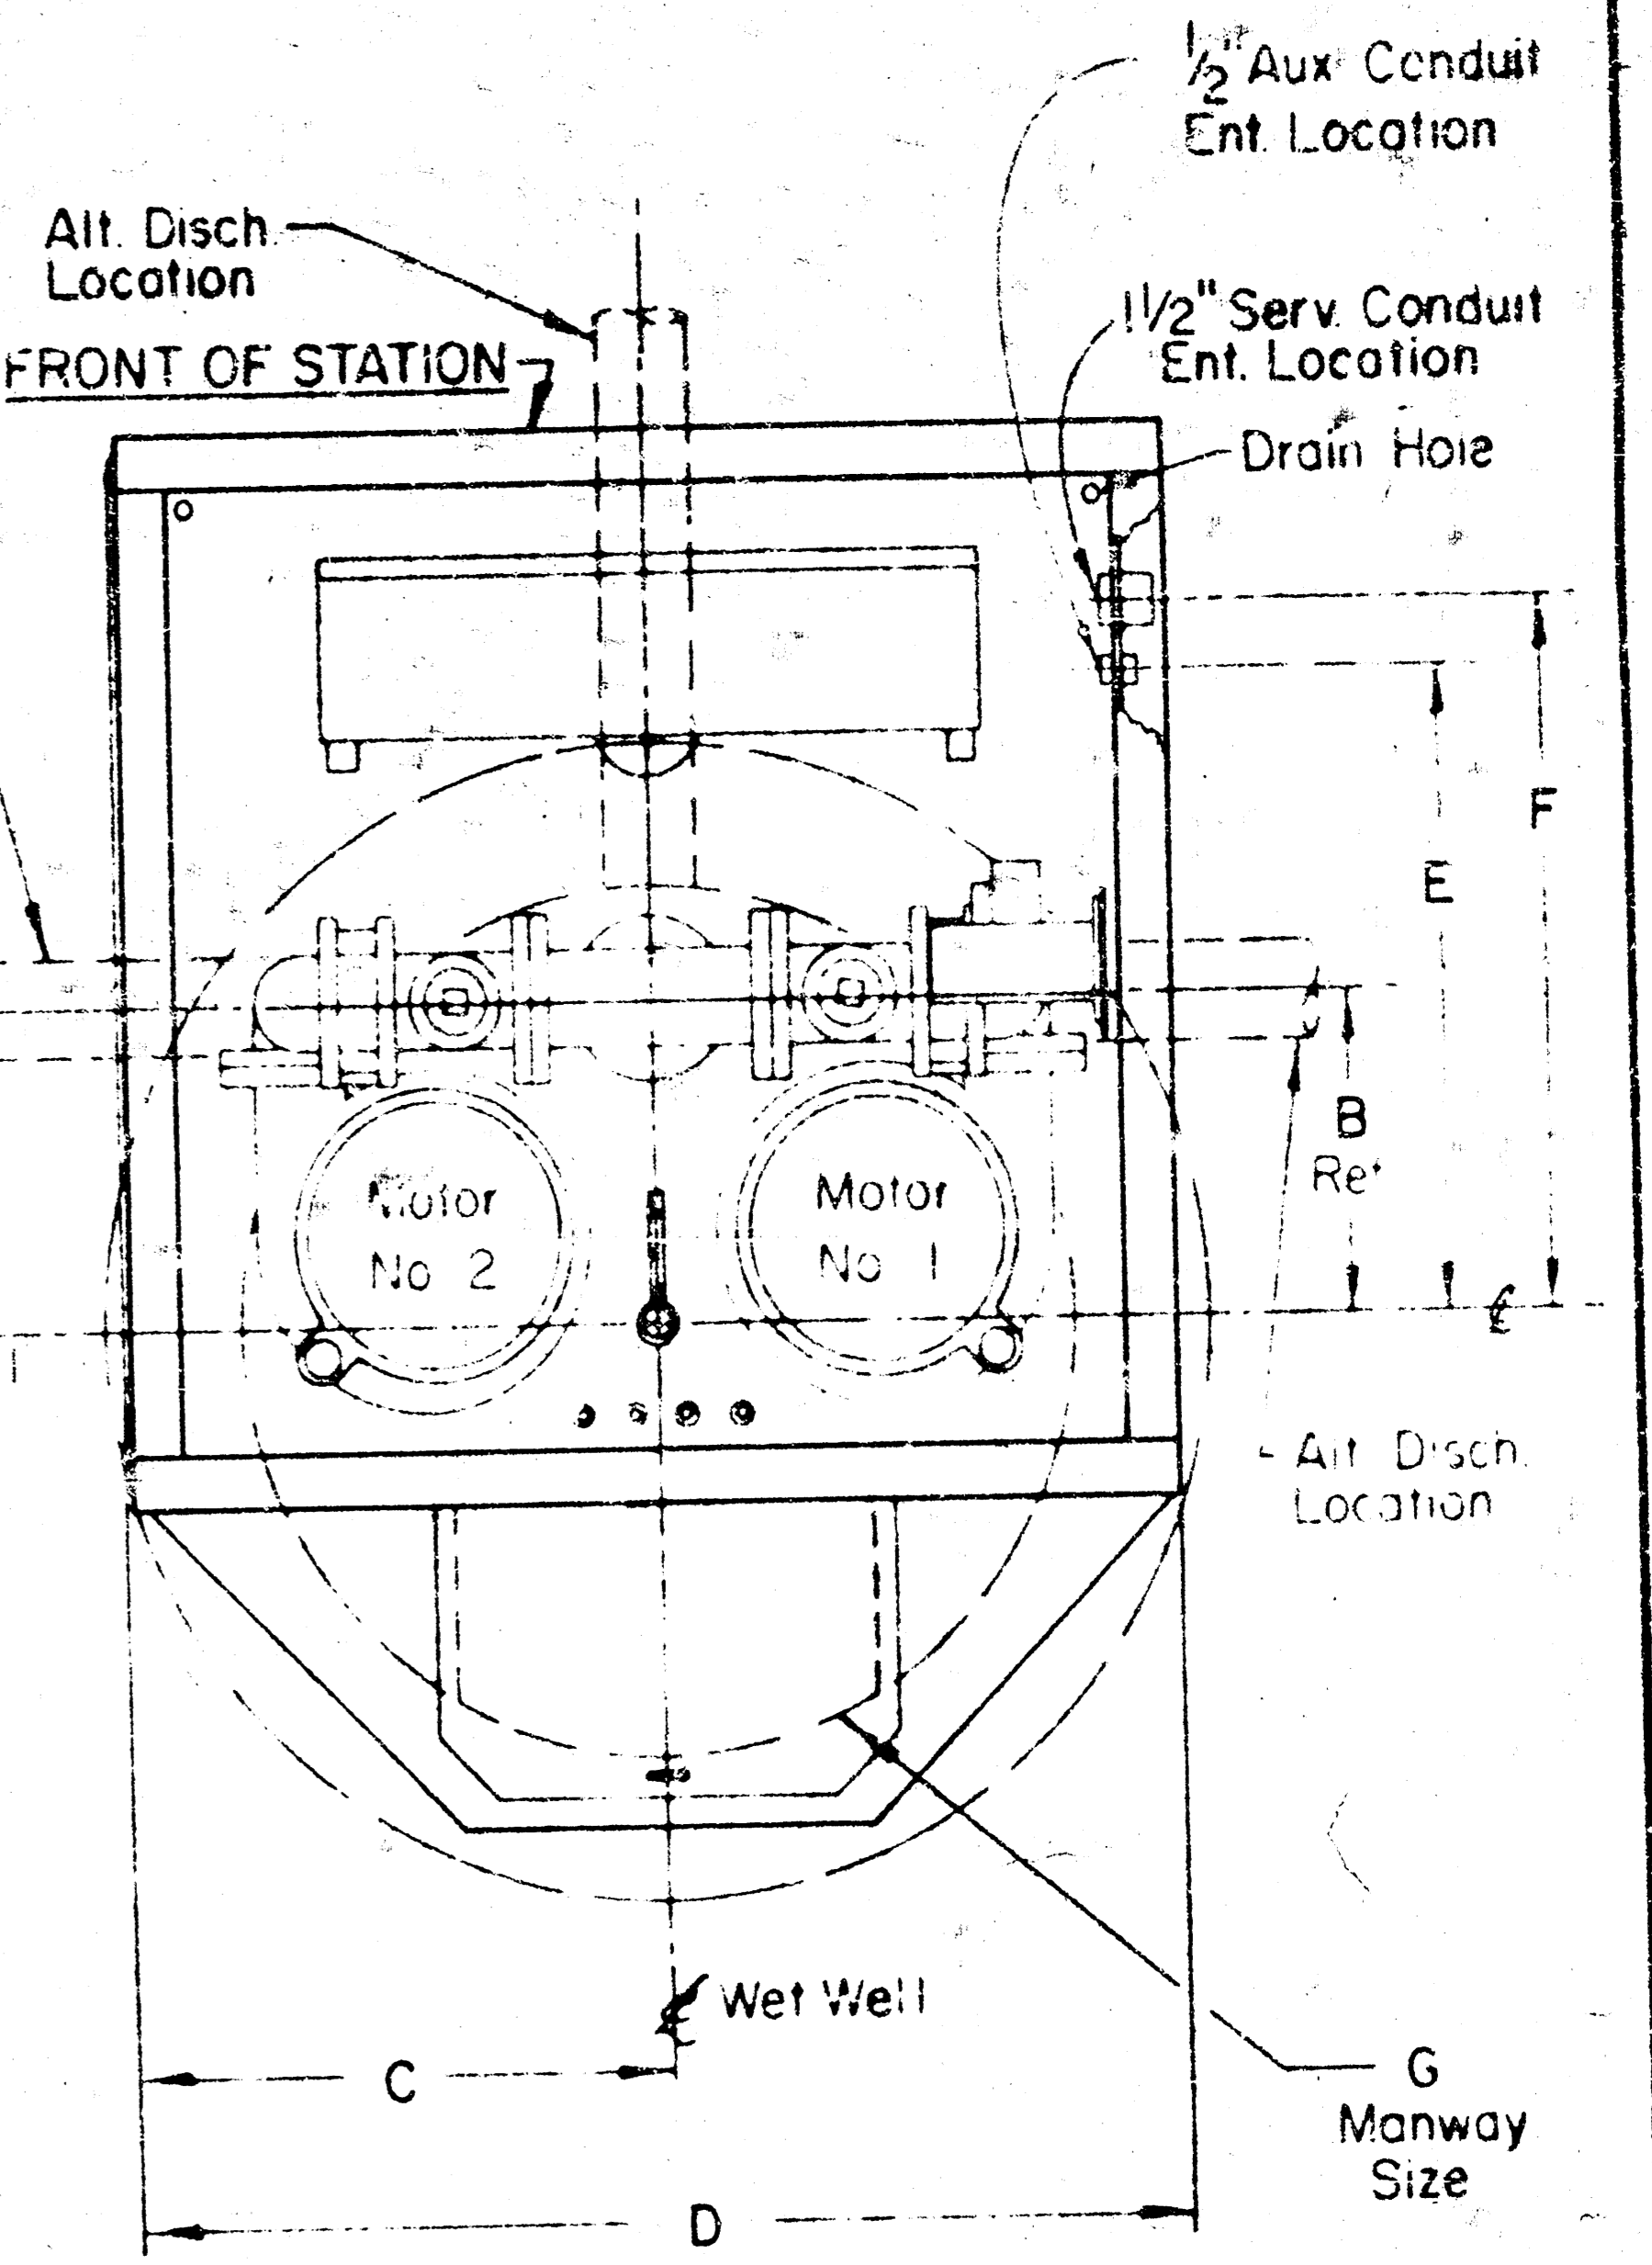 1/2" Aux Conduit
Ent. Location
Alt. Disch.
Location
FRONT OF STATION
1 1/2" Serv. Conduit
Ent. Location
Drain Hole
F
E
B
Ref
Motor
No 2
Motor
No 1
℄
Alt Disch.
Location
℄ Wet Well
C
G
Manway
Size
D